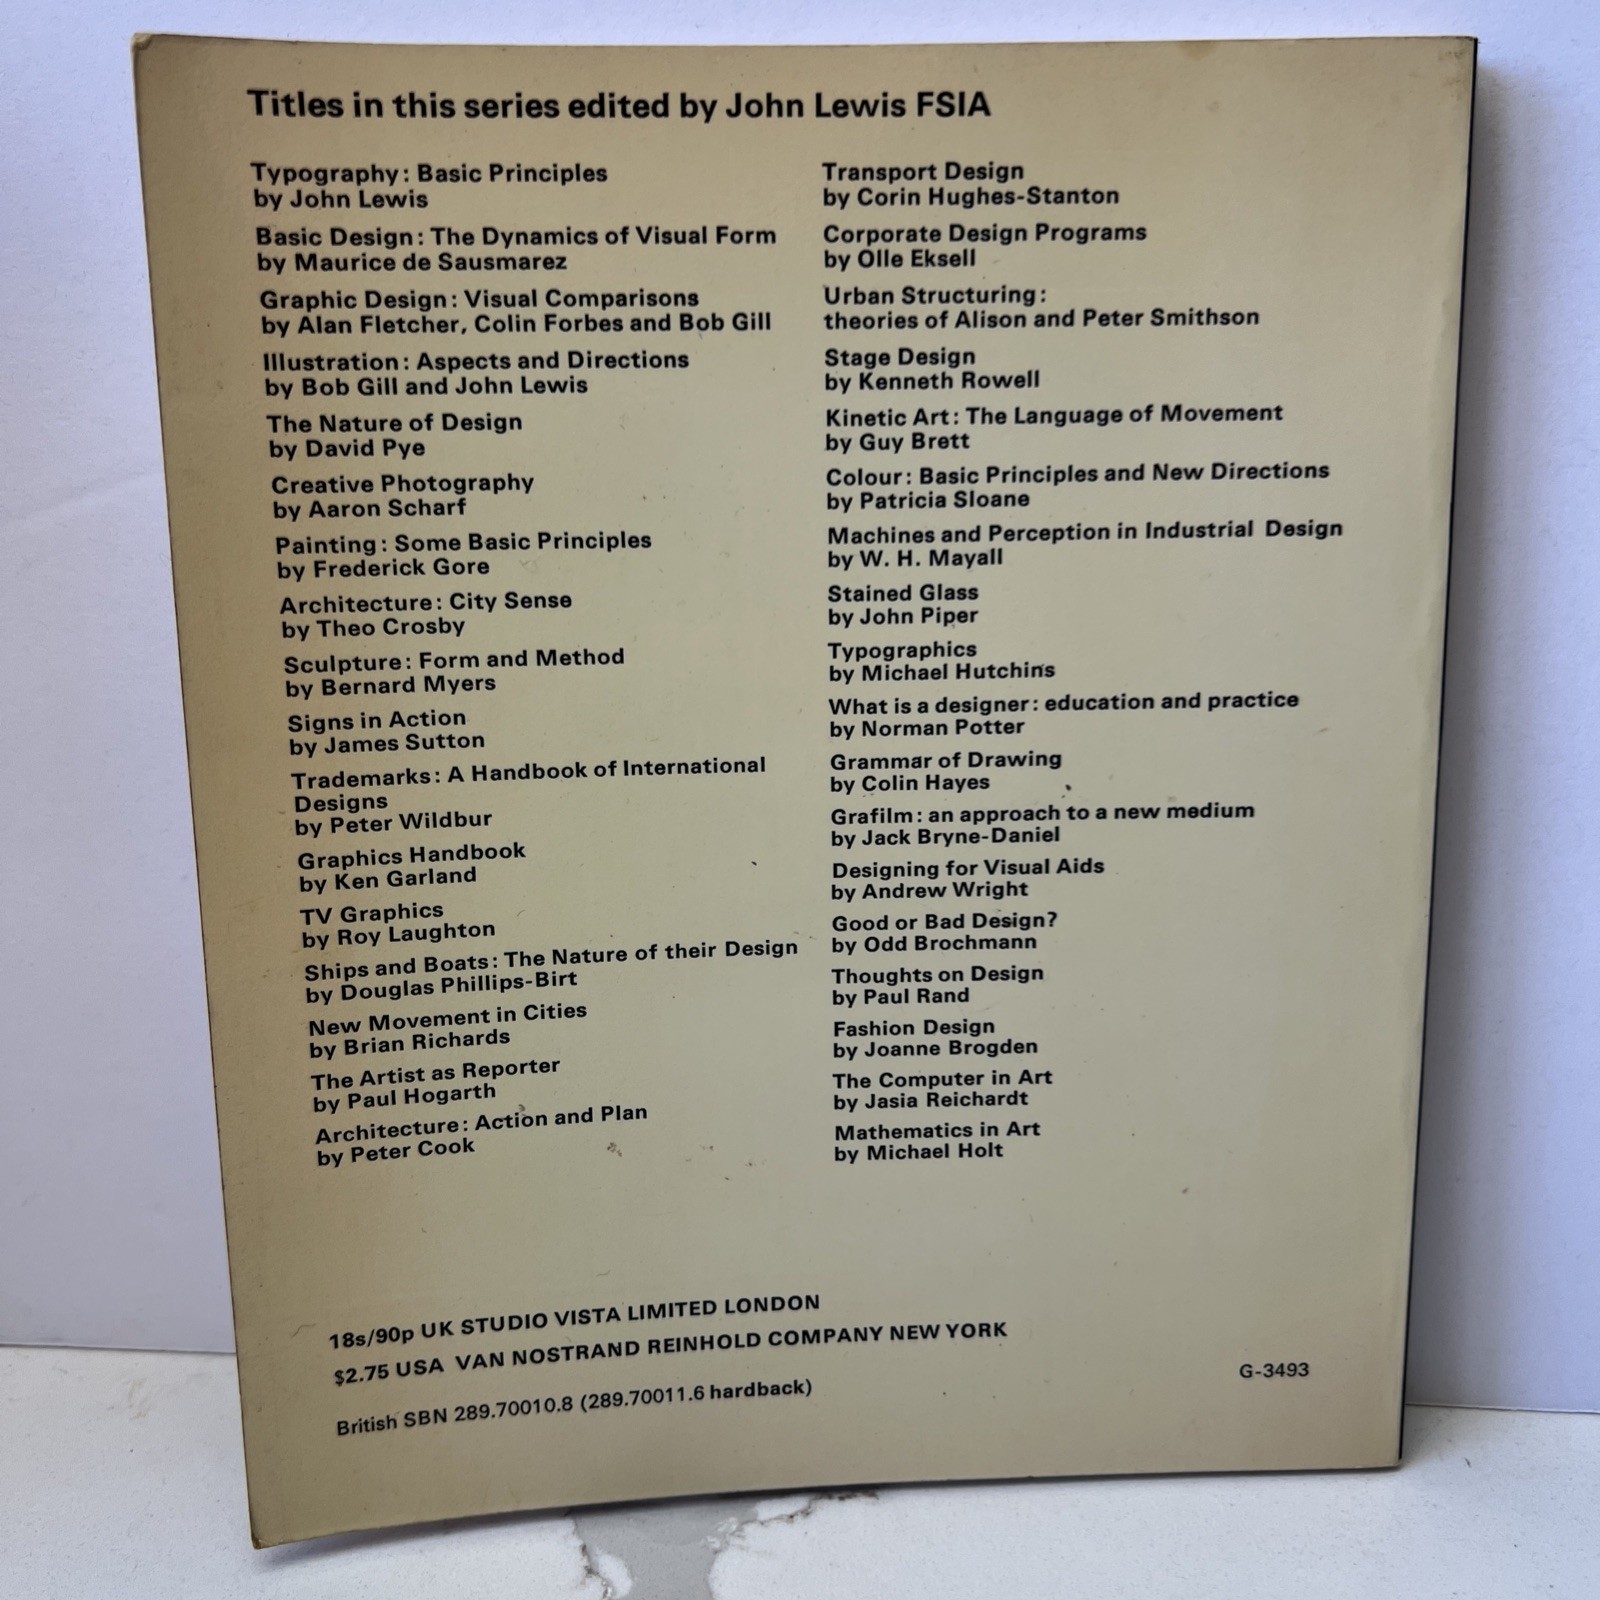 Titles in this series edited by John Lewis FSIA
Typography: Basic Principles
by John Lewis
Basic Design: The Dynamics of Visual Form
by Maurice de Sausmarez
Graphic Design: Visual Comparisons
by Alan Fletcher, Colin Forbes and Bob Gill
Illustration: Aspects and Directions
by Bob Gill and John Lewis
The Nature of Design
by David Pye
Creative Photography
by Aaron Scharf
Painting: Some Basic Principles
by Frederick Gore
Architecture: City Sense
by Theo Crosby
Sculpture: Form and Method
by Bernard Myers
Signs in Action
by James Sutton
Trademarks: A Handbook of International
Designs
by Peter Wildbur
Graphics Handbook
by Ken Garland
TV Graphics
by Roy Laughton
Ships and Boats: The Nature of their Design
by Douglas Phillips-Birt
New Movement in Cities
by Brian Richards
The Artist as Reporter
by Paul Hogarth
Architecture: Action and Plan
by Peter Cook
Transport Design
by Corin Hughes-Stanton
Corporate Design Programs
by Olle Eksell
Urban Structuring:
theories of Alison and Peter Smithson
Stage Design
by Kenneth Rowell
Kinetic Art: The Language of Movement
by Guy Brett
Colour: Basic Principles and New Directions
by Patricia Sloane
Machines and Perception in Industrial Design
by W. H. Mayall
Stained Glass
by John Piper
Typographics
by Michael Hutchins
What is a designer: education and practice
by Norman Potter
Grammar of Drawing
by Colin Hayes
Grafilm: an approach to a new medium
by Jack Bryne-Daniel
Designing for Visual Aids
by Andrew Wright
Good or Bad Design?
by Odd Brochmann
Thoughts on Design
by Paul Rand
Fashion Design
by Joanne Brogden
The Computer in Art
by Jasia Reichardt
Mathematics in Art
by Michael Holt
18s/90p UK STUDIO VISTA LIMITED LONDON
$2.75 USA VAN NOSTRAND REINHOLD COMPANY NEW YORK
British SBN 289.70010.8 (289.70011.6 hardback)
G-3493